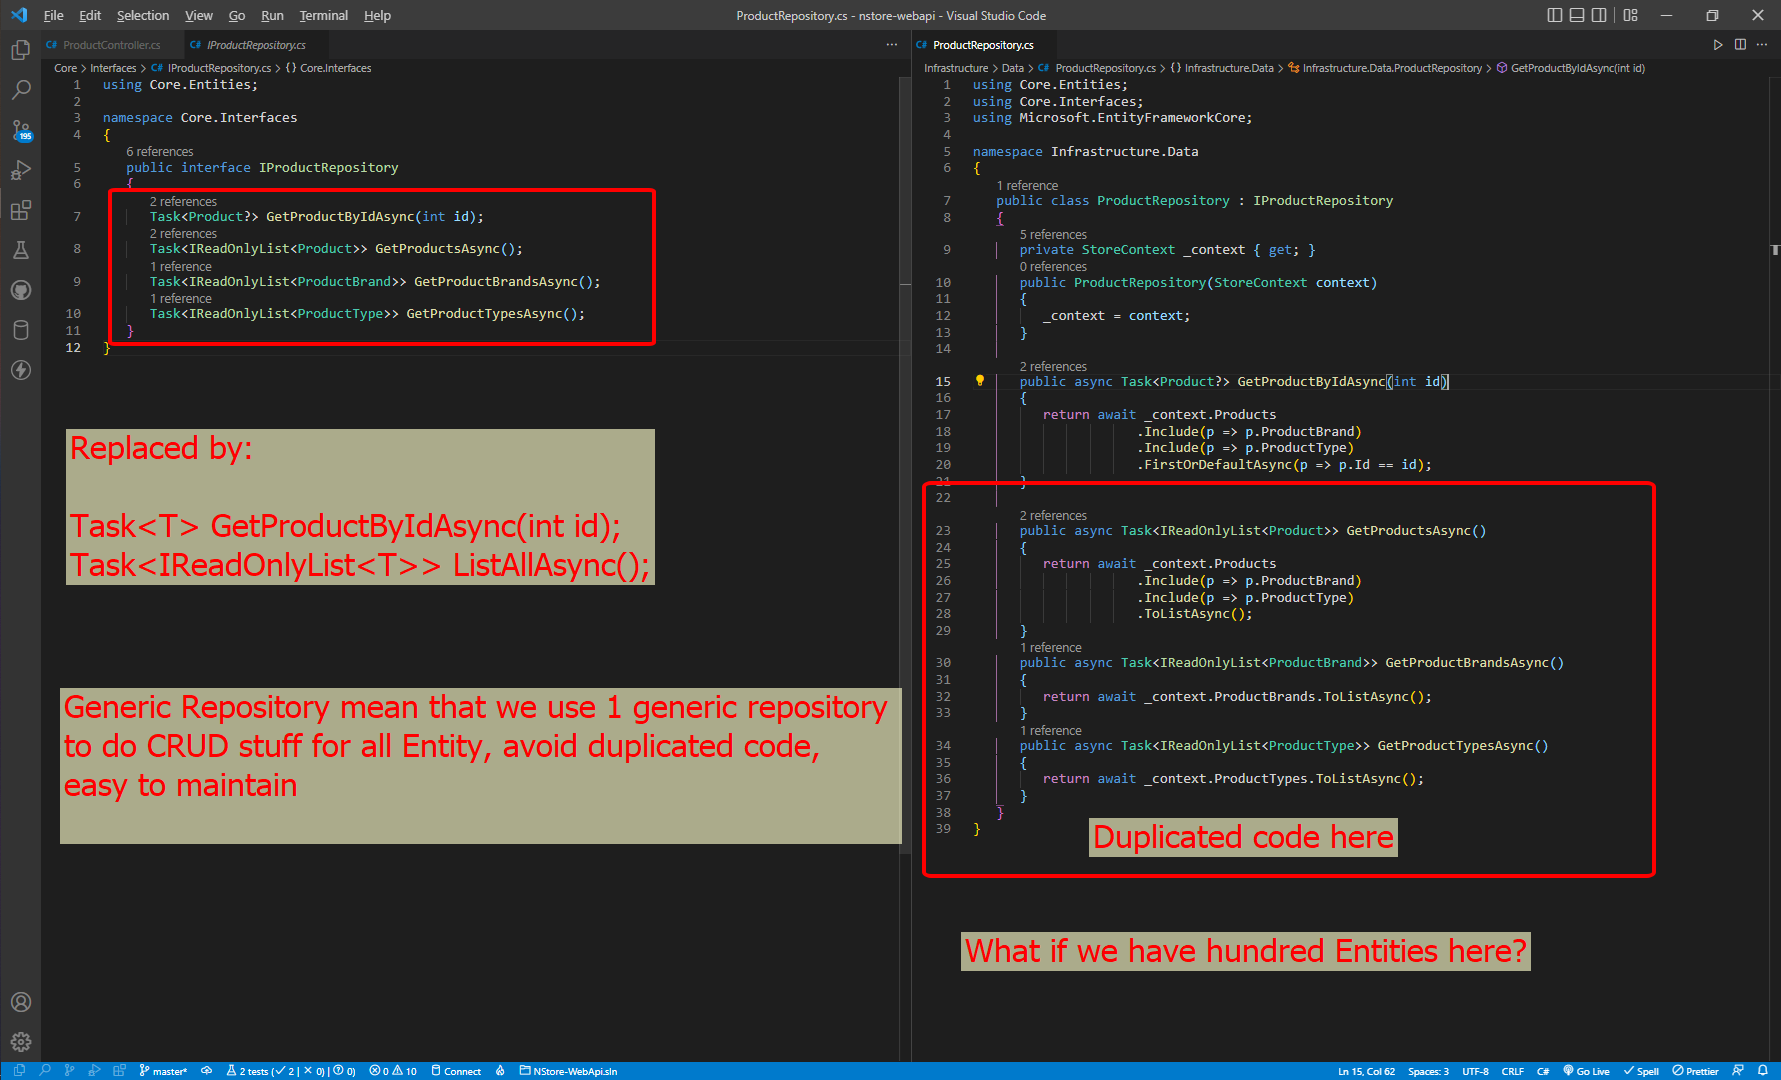 File Edit Selection View Go Run Terminal Help
ProductRepository.cs - nstore-webapi - Visual Studio Code
C# ProductController.cs
C# IProductRepository.cs
Core > Interfaces > C# IProductRepository.cs > {} Core.Interfaces
1 using Core.Entities;
2
3 namespace Core.Interfaces
4 {
6 references
5 public interface IProductRepository
6 {
2 references
7 Task<Product?> GetProductByIdAsync(int id);
2 references
8 Task<IReadOnlyList<Product>> GetProductsAsync();
1 reference
9 Task<IReadOnlyList<ProductBrand>> GetProductBrandsAsync();
1 reference
10 Task<IReadOnlyList<ProductType>> GetProductTypesAsync();
11 }
12 }
Replaced by:
Task<T> GetProductByIdAsync(int id);
Task<IReadOnlyList<T>> ListAllAsync();
Generic Repository mean that we use 1 generic repository
to do CRUD stuff for all Entity, avoid duplicated code,
easy to maintain
C# ProductRepository.cs
Infrastructure > Data > C# ProductRepository.cs > {} Infrastructure.Data > Infrastructure.Data.ProductRepository > GetProductByIdAsync(int id)
1 using Core.Entities;
2 using Core.Interfaces;
3 using Microsoft.EntityFrameworkCore;
4
5 namespace Infrastructure.Data
6 {
1 reference
7 public class ProductRepository : IProductRepository
8 {
5 references
9 private StoreContext _context { get; }
0 references
10 public ProductRepository(StoreContext context)
11 {
12 _context = context;
13 }
14
2 references
15 public async Task<Product?> GetProductByIdAsync(int id)
16 {
17 return await _context.Products
18 .Include(p => p.ProductBrand)
19 .Include(p => p.ProductType)
20 .FirstOrDefaultAsync(p => p.Id == id);
21 }
22
2 references
23 public async Task<IReadOnlyList<Product>> GetProductsAsync()
24 {
25 return await _context.Products
26 .Include(p => p.ProductBrand)
27 .Include(p => p.ProductType)
28 .ToListAsync();
29 }
1 reference
30 public async Task<IReadOnlyList<ProductBrand>> GetProductBrandsAsync()
31 {
32 return await _context.ProductBrands.ToListAsync();
33 }
1 reference
34 public async Task<IReadOnlyList<ProductType>> GetProductTypesAsync()
35 {
36 return await _context.ProductTypes.ToListAsync();
37 }
38 }
39 }
Duplicated code here
What if we have hundred Entities here?
195
master* 2 tests (✓ 2 | ✕ 0) | 0) 0 10 Connect NStore-WebApi.sln
Ln 15, Col 62 Spaces: 3 UTF-8 CRLF C# Go Live Spell Prettier